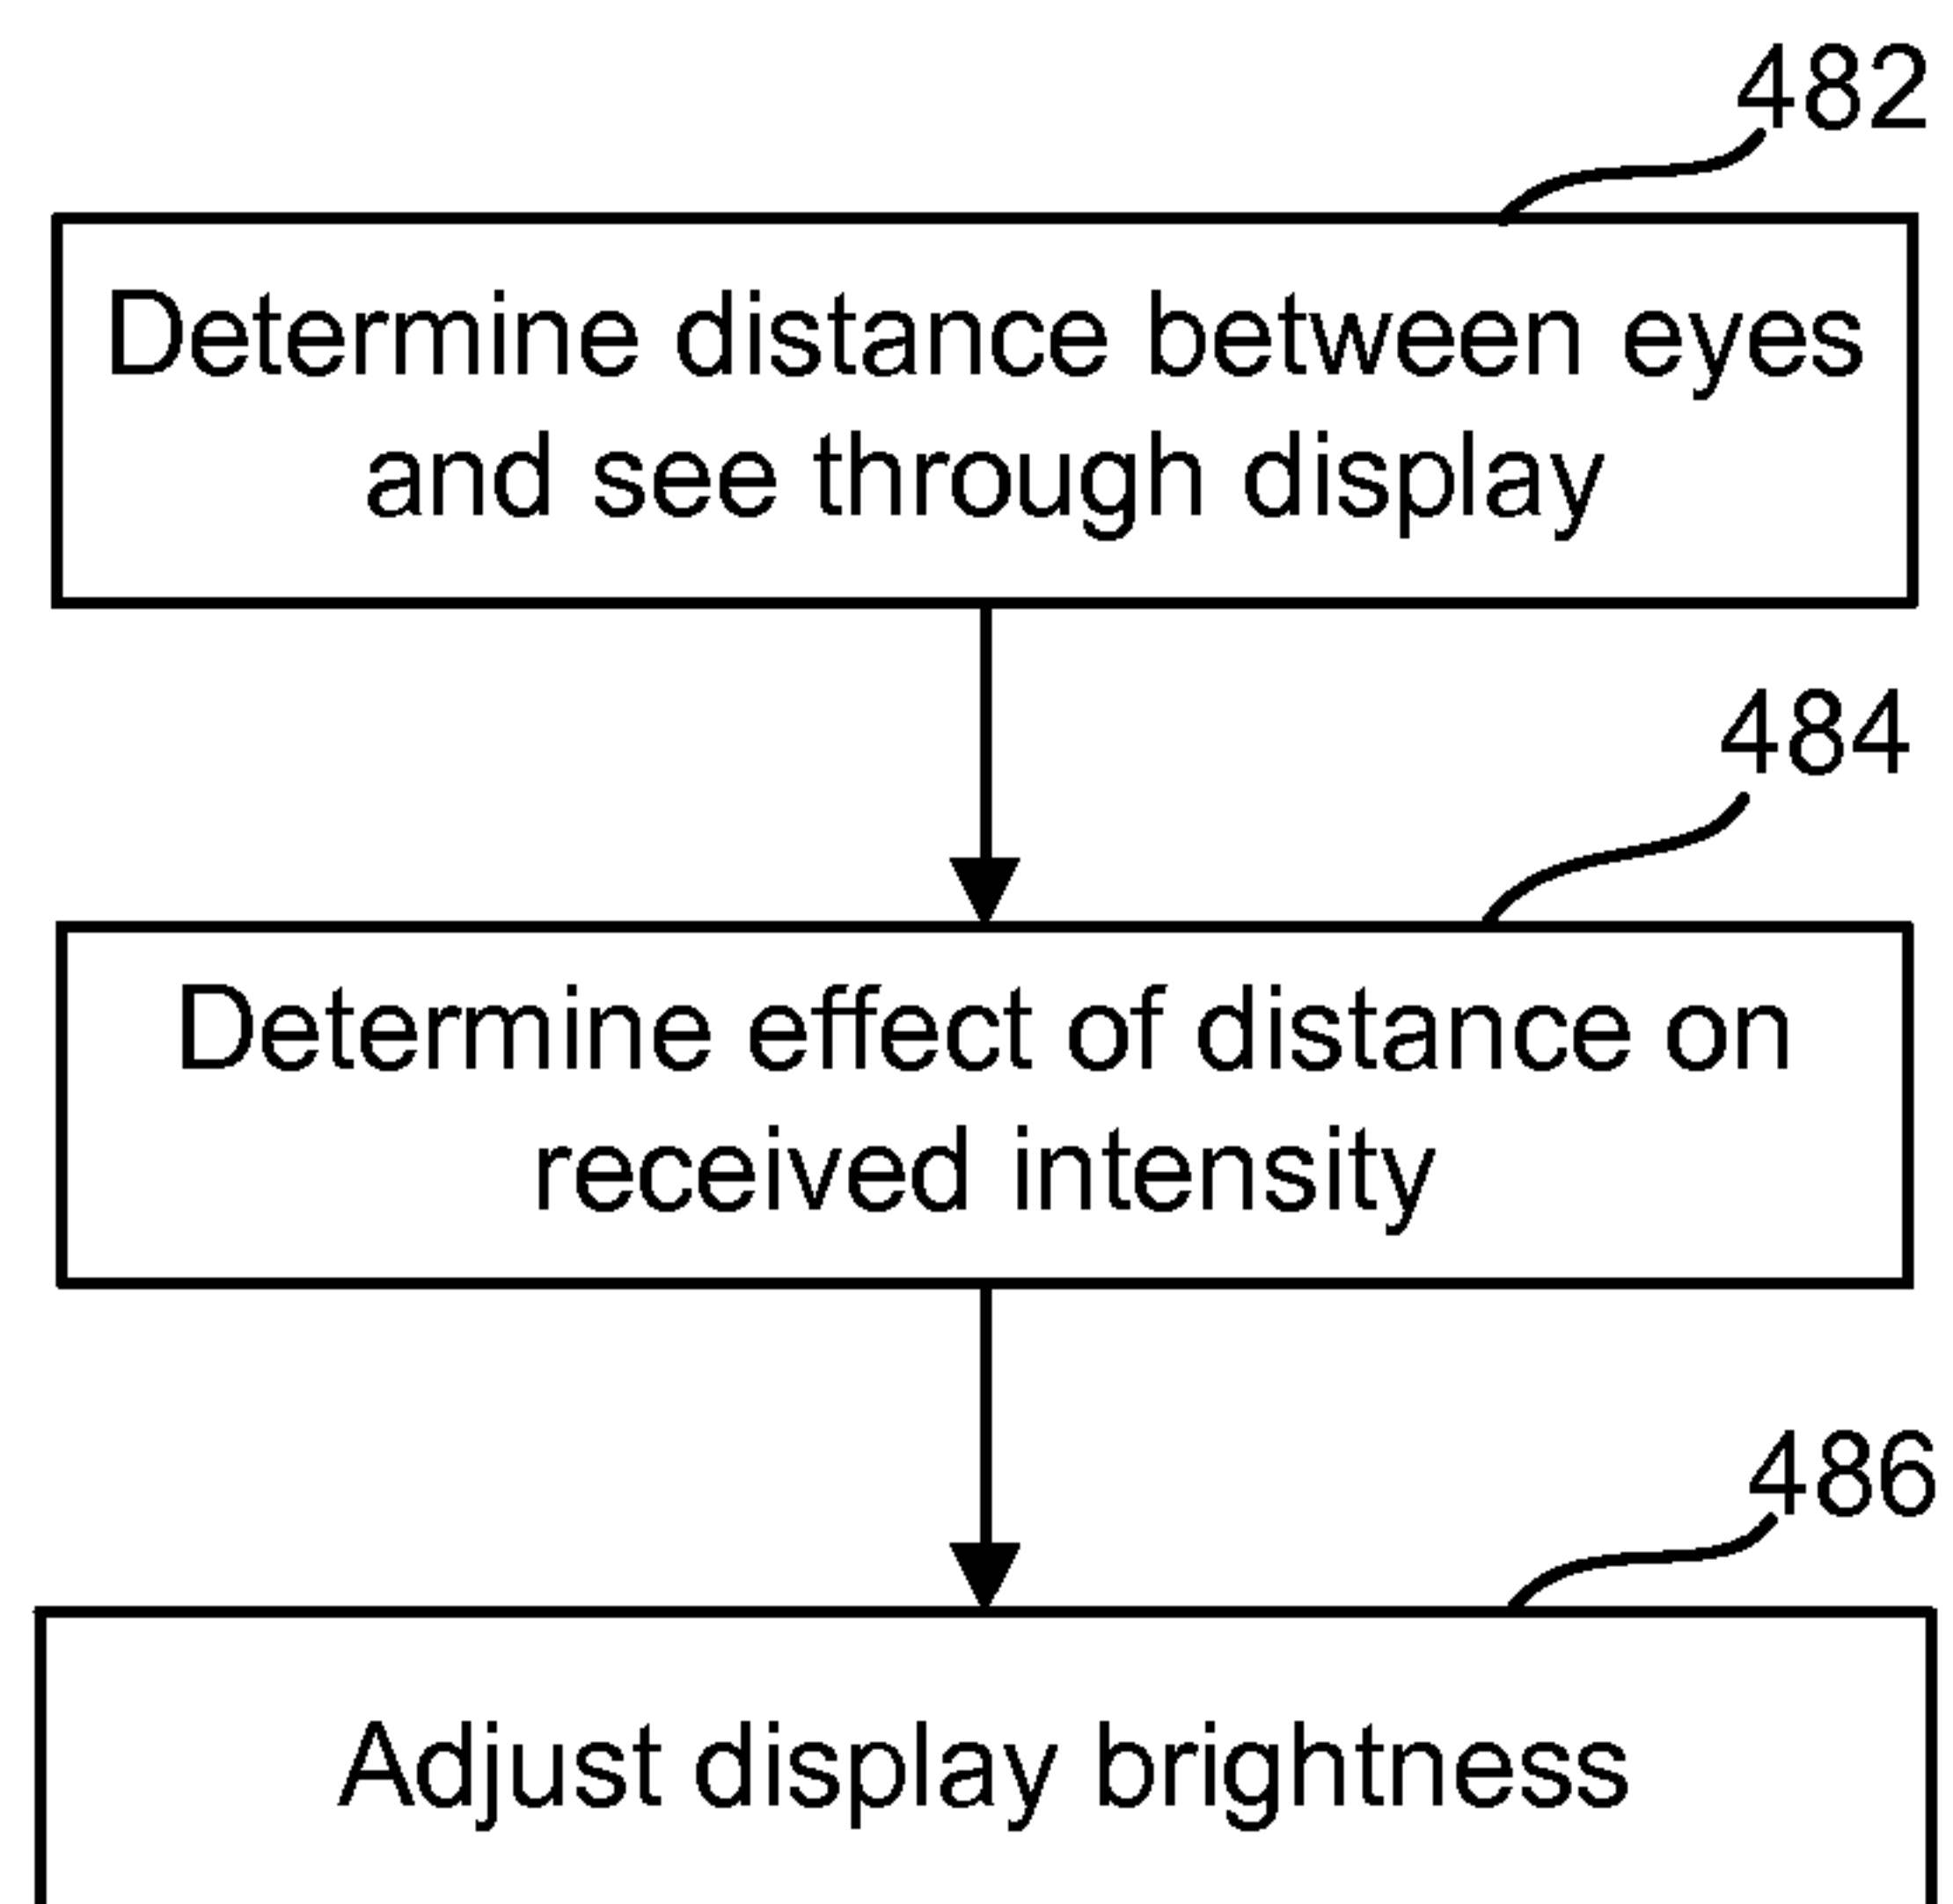 482
Determine distance between eyes
and see through display
484
Determine effect of distance on
received intensity
486
Adjust display brightness